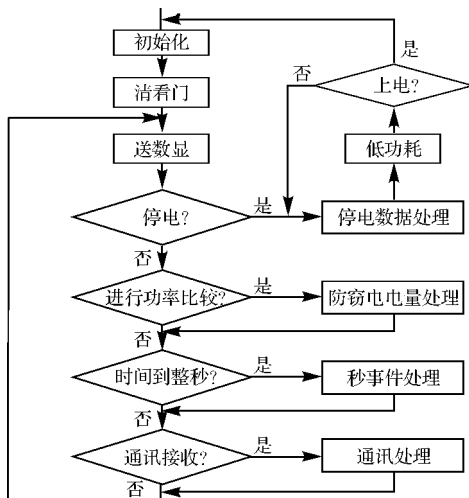 初始化
是
否
上电?
清看门
送数显
低功耗
停电?
是
停电数据处理
否
进行功率比较?
是
防窃电电量处理
否
时间到整秒?
是
秒事件处理
否
通讯接收?
是
通讯处理
否